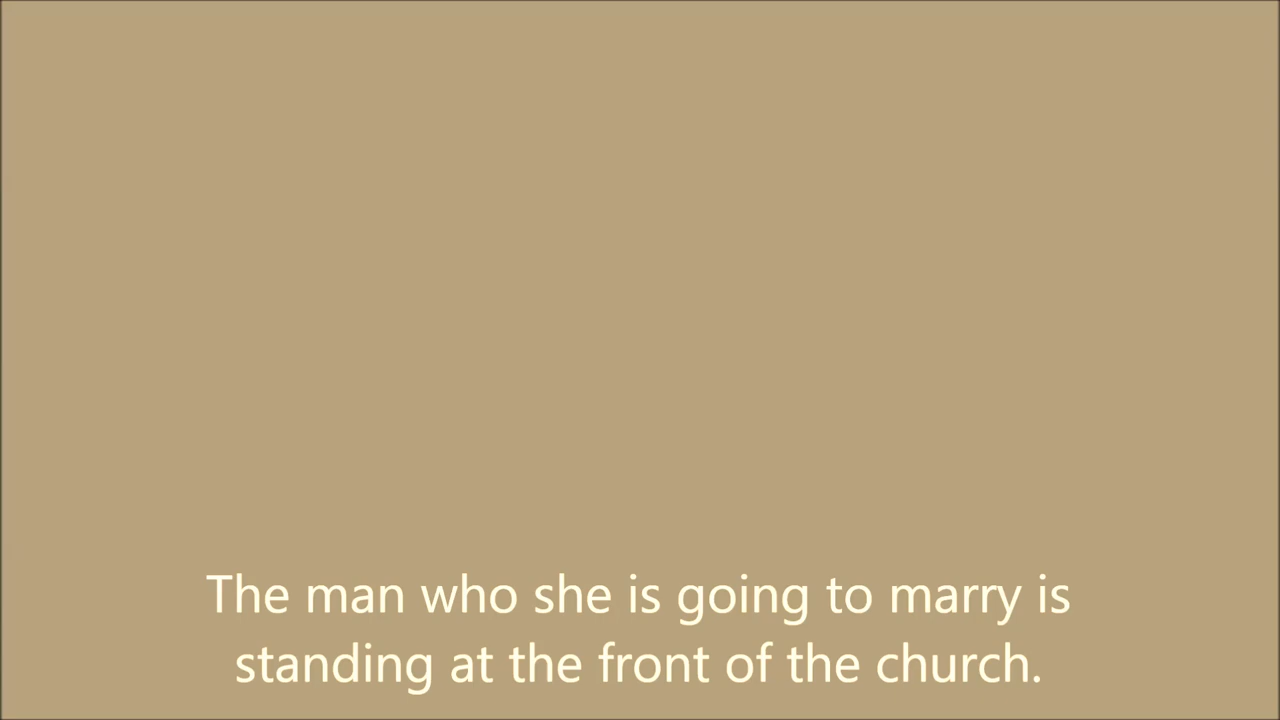 The man who she is going to marry is
standing at the front of the church.